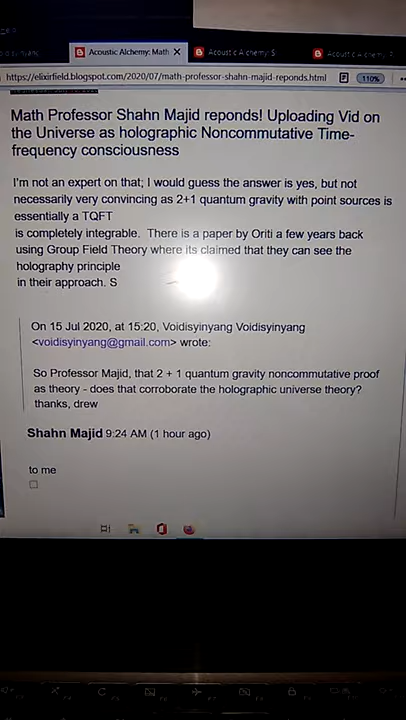 Acoustic Alchemy: Math
Acoustic Alchemy: S
Acoustic Alchemy:
https://elixirfield.blogspot.com/2020/07/math-professor-shahn-majid-reponds.html
110%
Math Professor Shahn Majid reponds! Uploading Vid on
the Universe as holographic Noncommutative Time-
frequency consciousness
I'm not an expert on that; I would guess the answer is yes, but not
necessarily very convincing as 2+1 quantum gravity with point sources is
essentially a TQFT
is completely integrable. There is a paper by Oriti a few years back
using Group Field Theory where its claimed that they can see the
holography principle
in their approach. S
On 15 Jul 2020, at 15:20, Voidisyinyang Voidisyinyang
<voidisyinyang@gmail.com> wrote:
So Professor Majid, that 2 + 1 quantum gravity noncommutative proof
as theory - does that corroborate the holographic universe theory?
thanks, drew
Shahn Majid 9:24 AM (1 hour ago)
to me